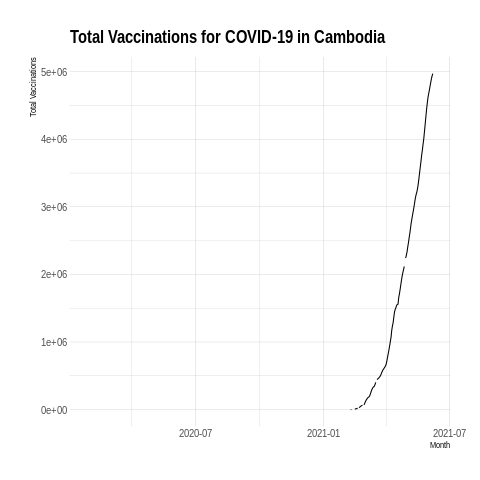 Total Vaccinations for COVID-19 in Cambodia
Total Vaccinations
5e+06
4e+06
3e+06
2e+06
1e+06
0e+00
2020-07
2021-01
2021-07
Month